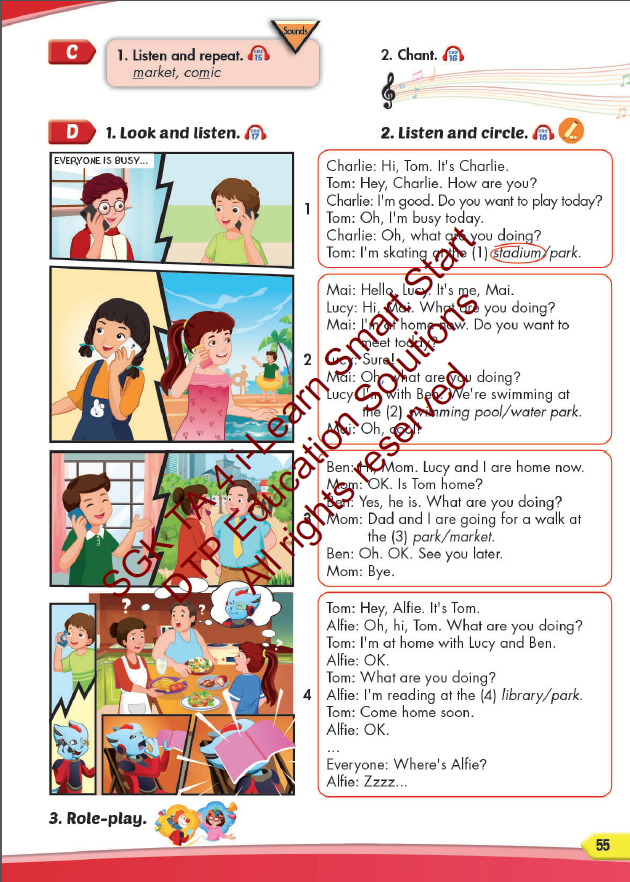 C
1. Listen and repeat. CD2 15
market, comic
Sounds
2. Chant. CD2 16
D
1. Look and listen. CD2 17
2. Listen and circle. CD2 18
EVERYONE IS BUSY...
1
Charlie: Hi, Tom. It's Charlie.
Tom: Hey, Charlie. How are you?
Charlie: I'm good. Do you want to play today?
Tom: Oh, I'm busy today.
Charlie: Oh, what are you doing?
Tom: I'm skating at the (1) stadium/park.
2
Mai: Hello, Lucy. It's me, Mai.
Lucy: Hi, Mai. What are you doing?
Mai: I'm at home now. Do you want to
meet today?
Lucy: Sure.
Mai: Oh, what are you doing?
Lucy: I'm with Ben. We're swimming at
the (2) swimming pool/water park.
Mai: Oh, cool!
3
Ben: Hi, Mom. Lucy and I are home now.
Mom: OK. Is Tom home?
Ben: Yes, he is. What are you doing?
Mom: Dad and I are going for a walk at
the (3) park/market.
Ben: Oh. OK. See you later.
Mom: Bye.
4
Tom: Hey, Alfie. It's Tom.
Alfie: Oh, hi, Tom. What are you doing?
Tom: I'm at home with Lucy and Ben.
Alfie: OK.
Tom: What are you doing?
Alfie: I'm reading at the (4) library/park.
Tom: Come home soon.
Alfie: OK.
...
Everyone: Where's Alfie?
Alfie: Zzzz...
? ? ?
3. Role-play.
55
SGK TA 4 i-Learn Smart Start
DTP Education Solutions
All rights reserved